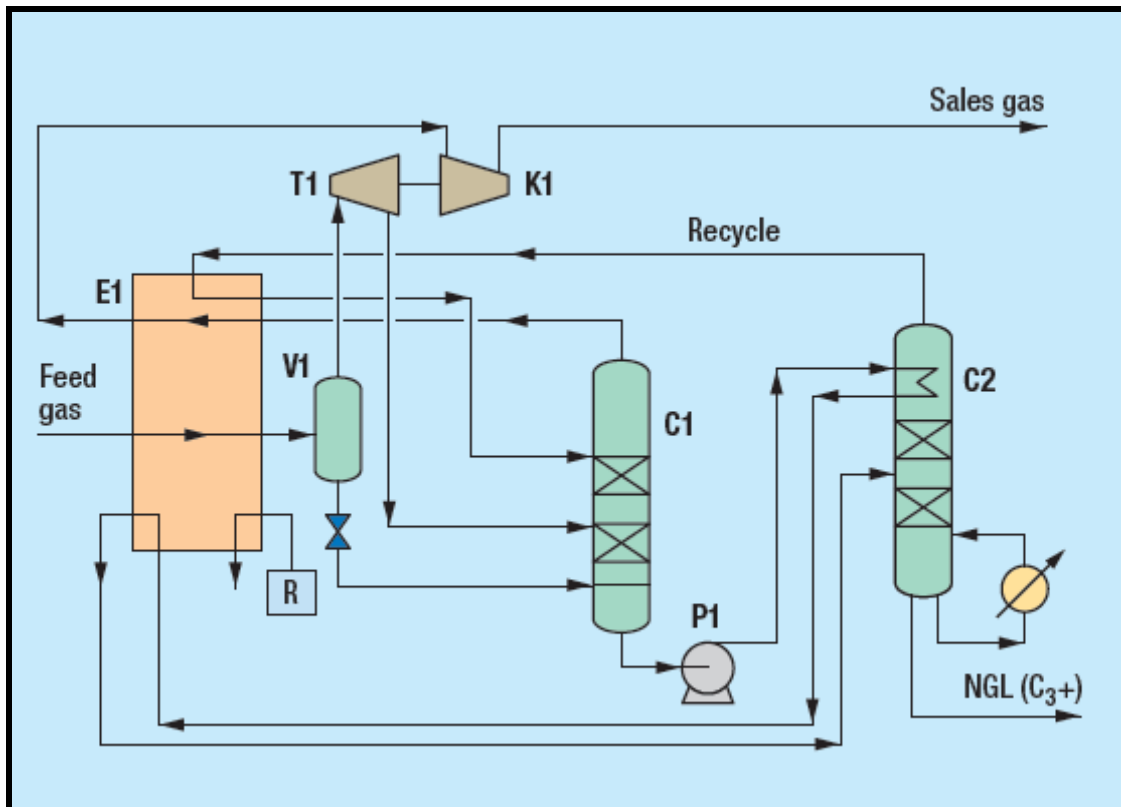 Sales gas
T1
K1
Recycle
E1
V1
Feed
gas
C2
C1
R
P1
NGL (C₃+)